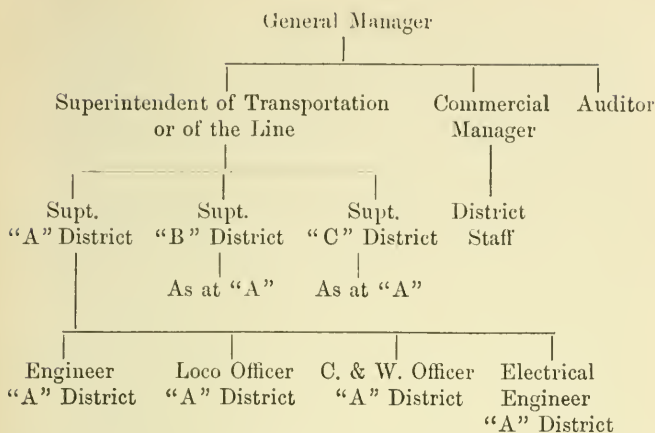 General Manager
Superintendent of Transportation Commercial Auditor
or of the Line Manager
Supt. Supt. Supt. District
“A” District “B” District “C” District Staff
As at “A” As at “A”
Engineer Loco Officer C. & W. Officer Electrical
“A” District “A” District “A” District Engineer
“A” District